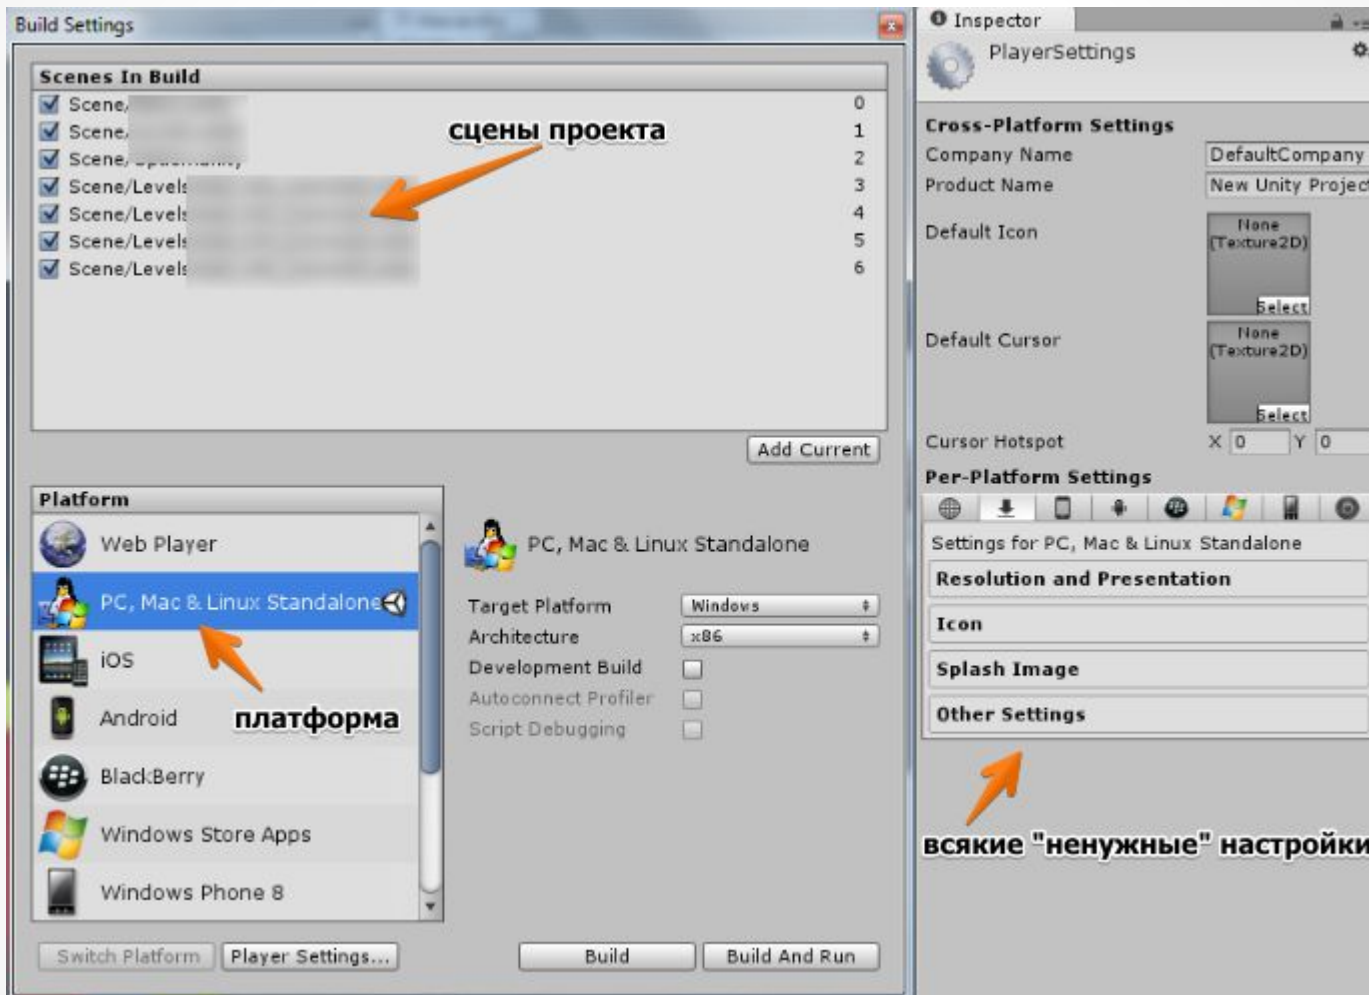 Build Settings
Scenes In Build
Scene/ 0
Scene/ 1
Scene/ 2
Scene/Levels 3
Scene/Levels 4
Scene/Levels 5
Scene/Levels 6
сцены проекта
Add Current
Platform
Web Player
PC, Mac & Linux Standalone
iOS
Android
BlackBerry
Windows Store Apps
Windows Phone 8
платформа
PC, Mac & Linux Standalone
Target Platform Windows
Architecture x86
Development Build
Autoconnect Profiler
Script Debugging
Switch Platform Player Settings... Build Build And Run
Inspector
PlayerSettings
Cross-Platform Settings
Company Name DefaultCompany
Product Name New Unity Project
Default Icon
None
(Texture2D)
Select
Default Cursor
None
(Texture2D)
Select
Cursor Hotspot X 0 Y 0
Per-Platform Settings
Settings for PC, Mac & Linux Standalone
Resolution and Presentation
Icon
Splash Image
Other Settings
всякие "ненужные" настройки